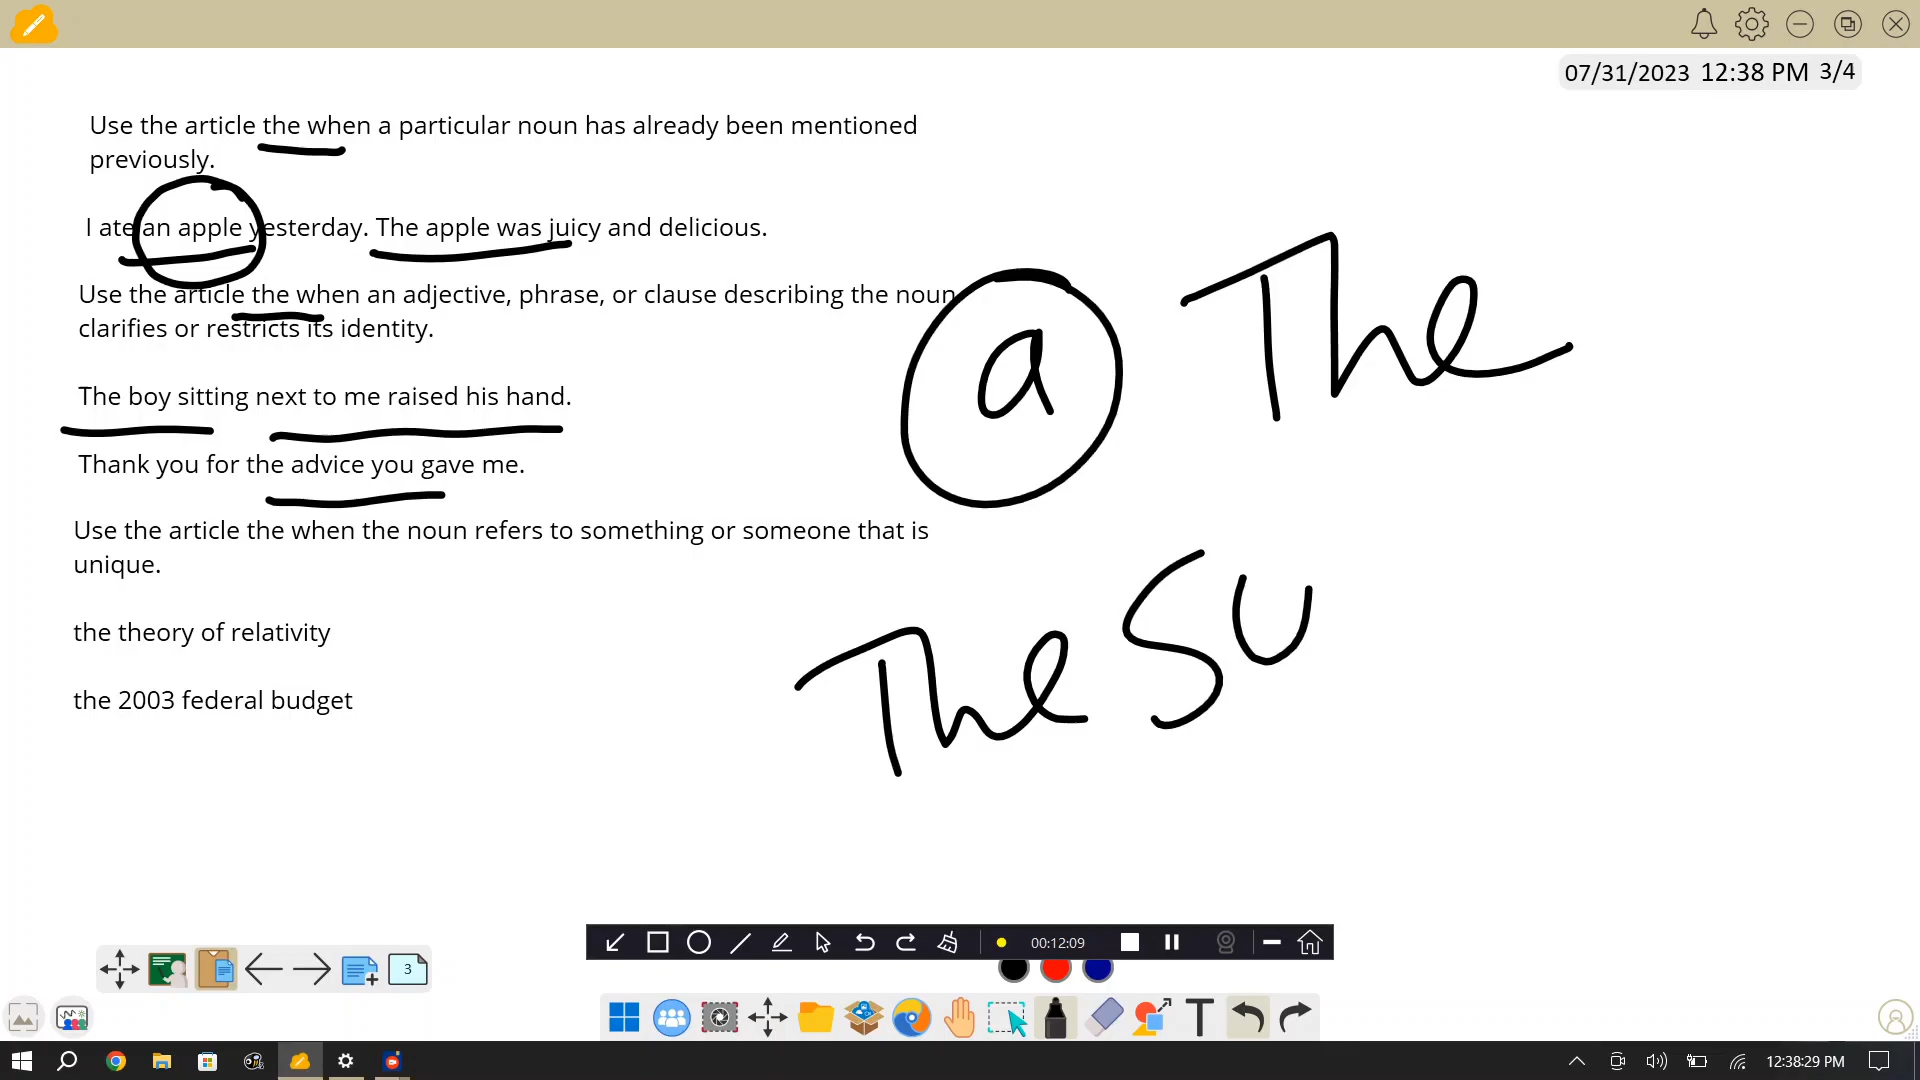 07/31/2023 12:38 PM 3/4
Use the article the when a particular noun has already been mentioned
previously.
I ate an apple yesterday. The apple was juicy and delicious.
Use the article the when an adjective, phrase, or clause describing the noun
clarifies or restricts its identity.
a The
The boy sitting next to me raised his hand.
Thank you for the advice you gave me.
Use the article the when the noun refers to something or someone that is
unique.
The SU
the theory of relativity
the 2003 federal budget
00:12:09
3
12:38:29 PM